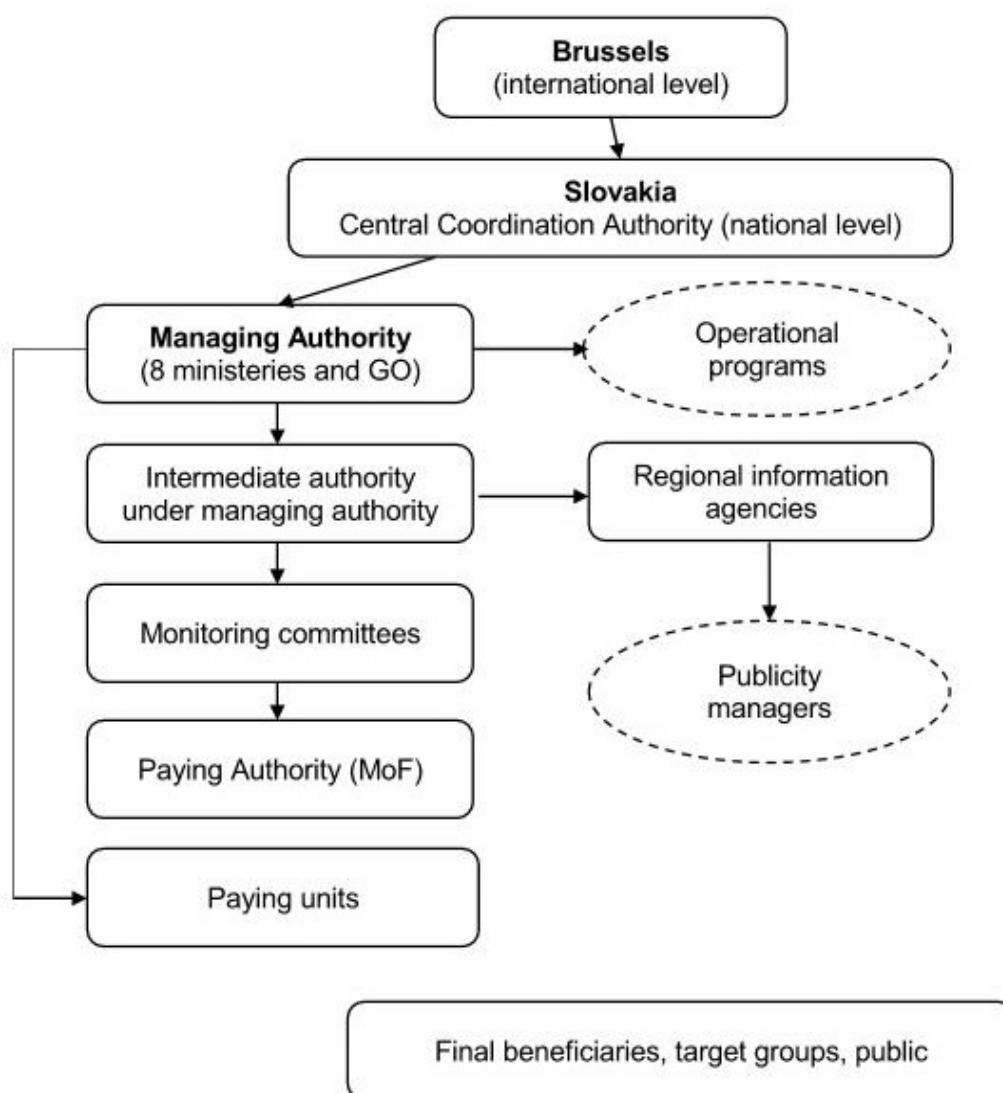 Brussels
(international level)
Slovakia
Central Coordination Authority (national level)
Managing Authority
(8 ministeries and GO)
Operational
programs
Intermediate authority
under managing authority
Regional information
agencies
Monitoring committees
Publicity
managers
Paying Authority (MoF)
Paying units
Final beneficiaries, target groups, public